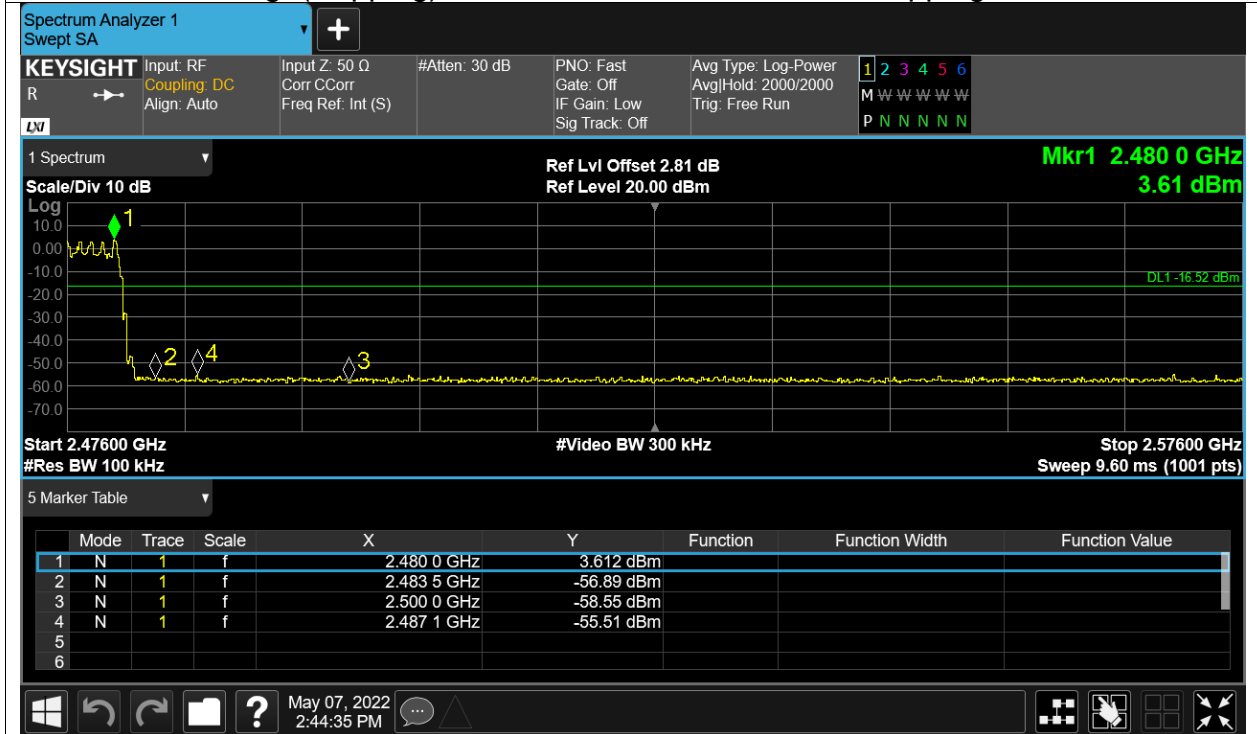 Spectrum Analyzer 1
Swept SA
+
KEYSIGHT
R
LXI
Input: RF
Coupling: DC
Align: Auto
Input Z: 50 Ω
Corr CCorr
Freq Ref: Int (S)
#Atten: 30 dB
PNO: Fast
Gate: Off
IF Gain: Low
Sig Track: Off
Avg Type: Log-Power
Avg|Hold: 2000/2000
Trig: Free Run
1 2 3 4 5 6
M W W W W W
P N N N N N
1 Spectrum
Scale/Div 10 dB
Ref Lvl Offset 2.81 dB
Ref Level 20.00 dBm
Mkr1 2.480 0 GHz
3.61 dBm
Log
10.0
0.00
-10.0
-20.0
-30.0
-40.0
-50.0
-60.0
-70.0
1
2
4
3
DL1 -16.52 dBm
Start 2.47600 GHz
#Video BW 300 kHz
Stop 2.57600 GHz
#Res BW 100 kHz
Sweep 9.60 ms (1001 pts)
5 Marker Table
Mode Trace Scale X Y Function Function Width Function Value
1 N 1 f 2.480 0 GHz 3.612 dBm
2 N 1 f 2.483 5 GHz -56.89 dBm
3 N 1 f 2.500 0 GHz -58.55 dBm
4 N 1 f 2.487 1 GHz -55.51 dBm
5
6
?
May 07, 2022
2:44:35 PM